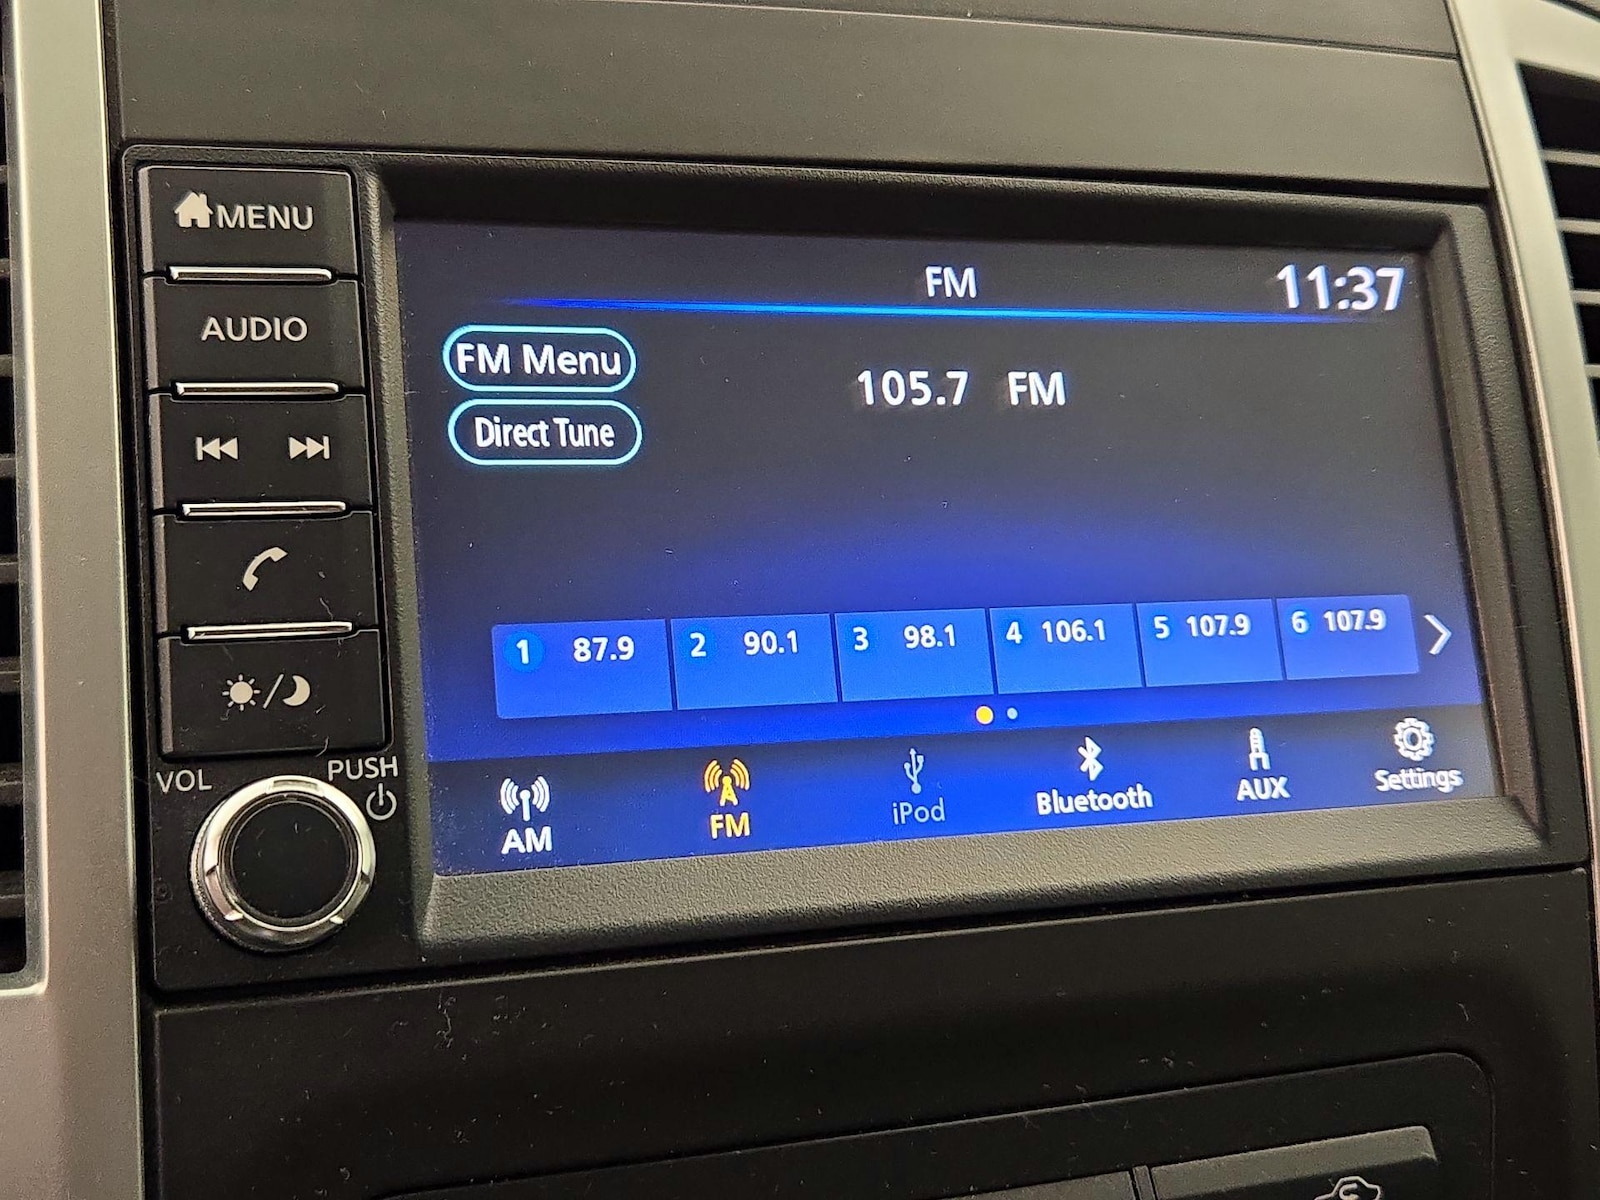 MENU
AUDIO
VOL
PUSH
FM
11:37
FM Menu
105.7 FM
Direct Tune
1 87.9
2 90.1
3 98.1
4 106.1
5 107.9
6 107.9
AM
FM
iPod
Bluetooth
AUX
Settings